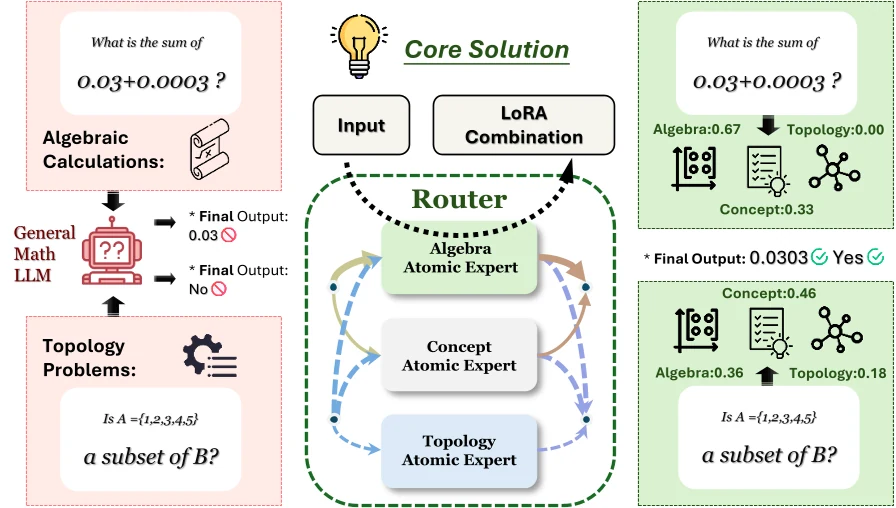 What is the sum of
0.03+0.0003 ?
Algebraic
Calculations:
General
Math
LLM
??
* Final Output:
0.03
* Final Output:
No
Topology
Problems:
Is A ={1,2,3,4,5}
a subset of B?
Core Solution
Input
LoRA
Combination
Router
Algebra
Atomic Expert
Concept
Atomic Expert
Topology
Atomic Expert
What is the sum of
0.03+0.0003 ?
Algebra:0.67
Topology:0.00
Concept:0.33
* Final Output: 0.0303 Yes
Concept:0.46
Algebra:0.36
Topology:0.18
Is A ={1,2,3,4,5}
a subset of B?